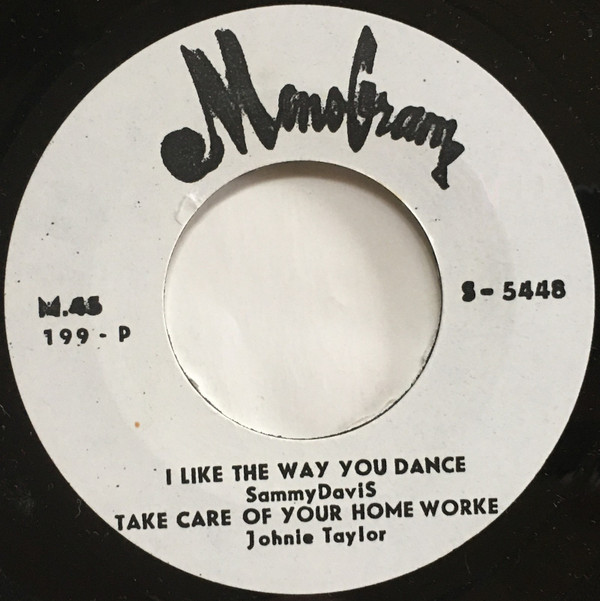 MonoGram
M.45
199 - P
S - 5448
I LIKE THE WAY YOU DANCE
SammyDaviS
TAKE CARE OF YOUR HOME WORKE
Johnie Taylor